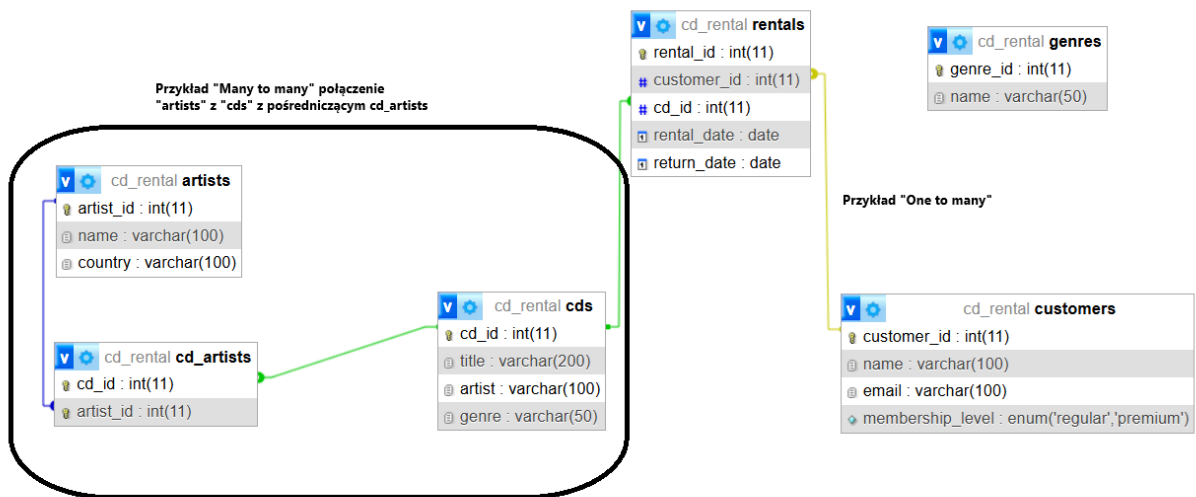 Przykład "Many to many" połączenie
"artists" z "cds" z pośredniczącym cd_artists
v cd_rental artists
artist_id : int(11)
name : varchar(100)
country : varchar(100)
v cd_rental cd_artists
cd_id : int(11)
artist_id : int(11)
v cd_rental cds
cd_id : int(11)
title : varchar(200)
artist : varchar(100)
genre : varchar(50)
v cd_rental rentals
rental_id : int(11)
# customer_id : int(11)
# cd_id : int(11)
rental_date : date
return_date : date
v cd_rental genres
genre_id : int(11)
name : varchar(50)
Przykład "One to many"
v cd_rental customers
customer_id : int(11)
name : varchar(100)
email : varchar(100)
membership_level : enum('regular','premium')